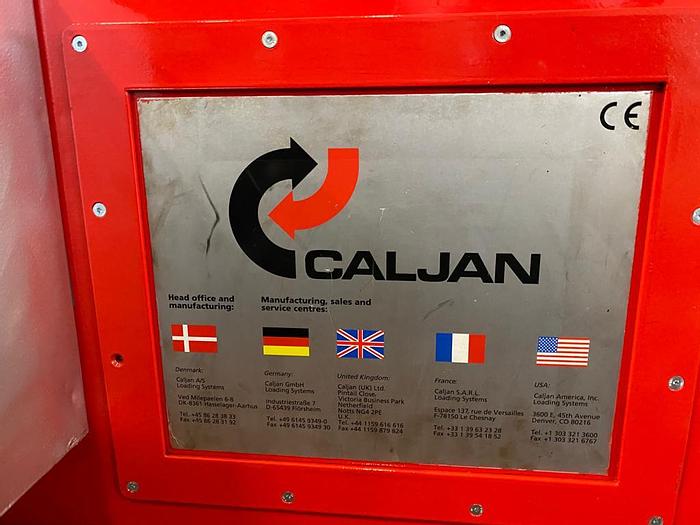 CE
CALJAN
Head office and
manufacturing:
Manufacturing, sales and
service centres:
Denmark:
Caljan A/S
Loading Systems
Ved Milepælen 6-8
DK-8361 Hasselager-Aarhus
Tel. +45 86 28 38 33
Fax +45 86 28 31 92
Germany:
Caljan GmbH
Loading Systems
Industriestraße 7
D-65439 Flörsheim
Tel. +49 6145 9349-0
Fax +49 6145 9349 30
United Kingdom:
Caljan (UK) Ltd.
Pintail Close.
Victoria Business Park
Netherfield
Notts NG4 2PE
U.K.
Tel. +44 1159 616 616
Fax +44 1159 879 824
France:
Caljan S.A.R.L.
Loading Systems
Espace 137, rue de Versailles
F-78150 Le Chesnay
Tel. +33 1 39 63 23 28
Fax +33 1 39 54 18 52
USA:
Caljan America, Inc.
Loading Systems
3600 E, 45th Avenue
Denver, CO 80216
Tel. +1 303 321 3600
Fax +1 303 321 6767